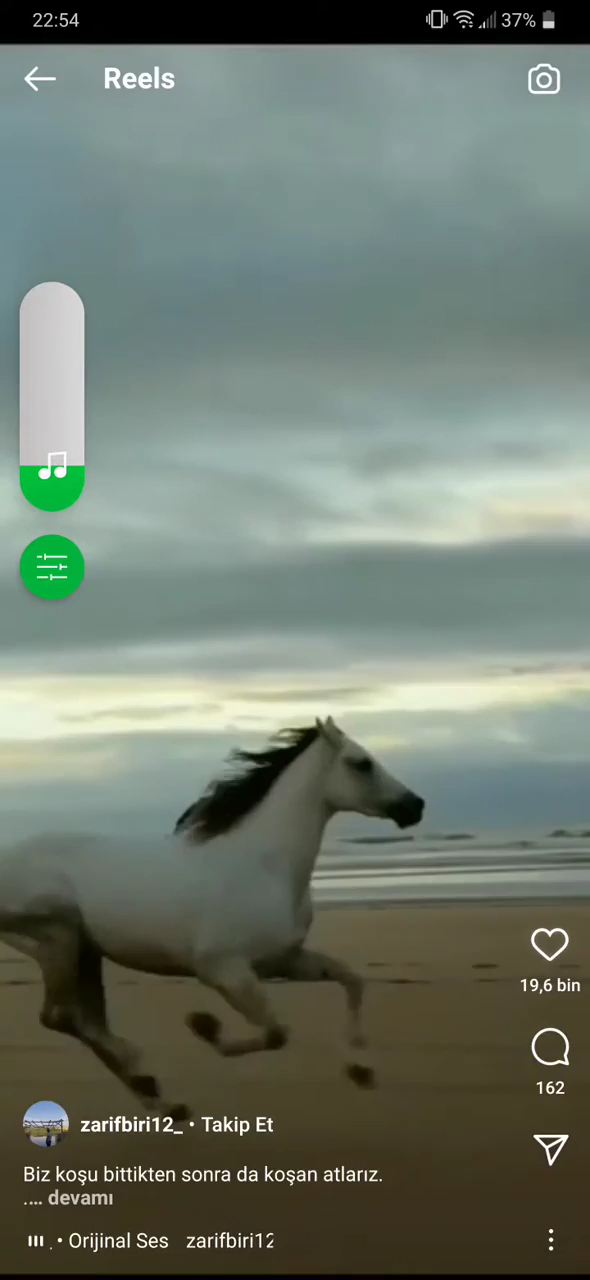 22:54
37%
Reels
19,6 bin
162
zarifbiri12_ • Takip Et
Biz koşu bittikten sonra da koşan atlarız.
.... devamı
. • Orijinal Ses zarifbiri12